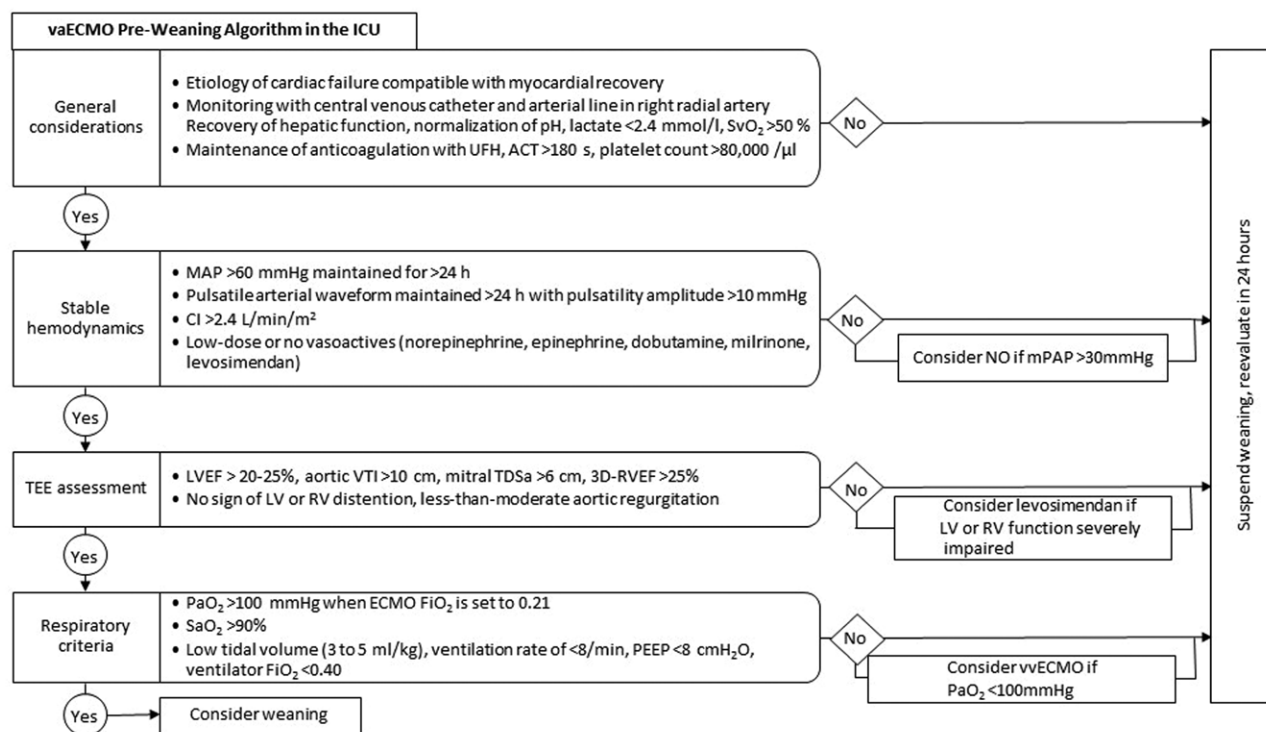 vaECMO Pre-Weaning Algorithm in the ICU
General
considerations
• Etiology of cardiac failure compatible with myocardial recovery
• Monitoring with central venous catheter and arterial line in right radial artery
Recovery of hepatic function, normalization of pH, lactate <2.4 mmol/l, SvO₂ >50 %
• Maintenance of anticoagulation with UFH, ACT >180 s, platelet count >80,000 /µl
No
Yes
Stable
hemodynamics
• MAP >60 mmHg maintained for >24 h
• Pulsatile arterial waveform maintained >24 h with pulsatility amplitude >10 mmHg
• CI >2.4 L/min/m²
• Low-dose or no vasoactives (norepinephrine, epinephrine, dobutamine, milrinone,
levosimendan)
No
Consider NO if mPAP >30mmHg
Yes
TEE assessment
• LVEF > 20-25%, aortic VTI >10 cm, mitral TDSa >6 cm, 3D-RVEF >25%
• No sign of LV or RV distention, less-than-moderate aortic regurgitation
No
Consider levosimendan if
LV or RV function severely
impaired
Yes
Respiratory
criteria
• PaO₂ >100 mmHg when ECMO FiO₂ is set to 0.21
• SaO₂ >90%
• Low tidal volume (3 to 5 ml/kg), ventilation rate of <8/min, PEEP <8 cmH₂O,
ventilator FiO₂ <0.40
No
Consider vvECMO if
PaO₂ <100mmHg
Yes
Consider weaning
Suspend weaning, reevaluate in 24 hours